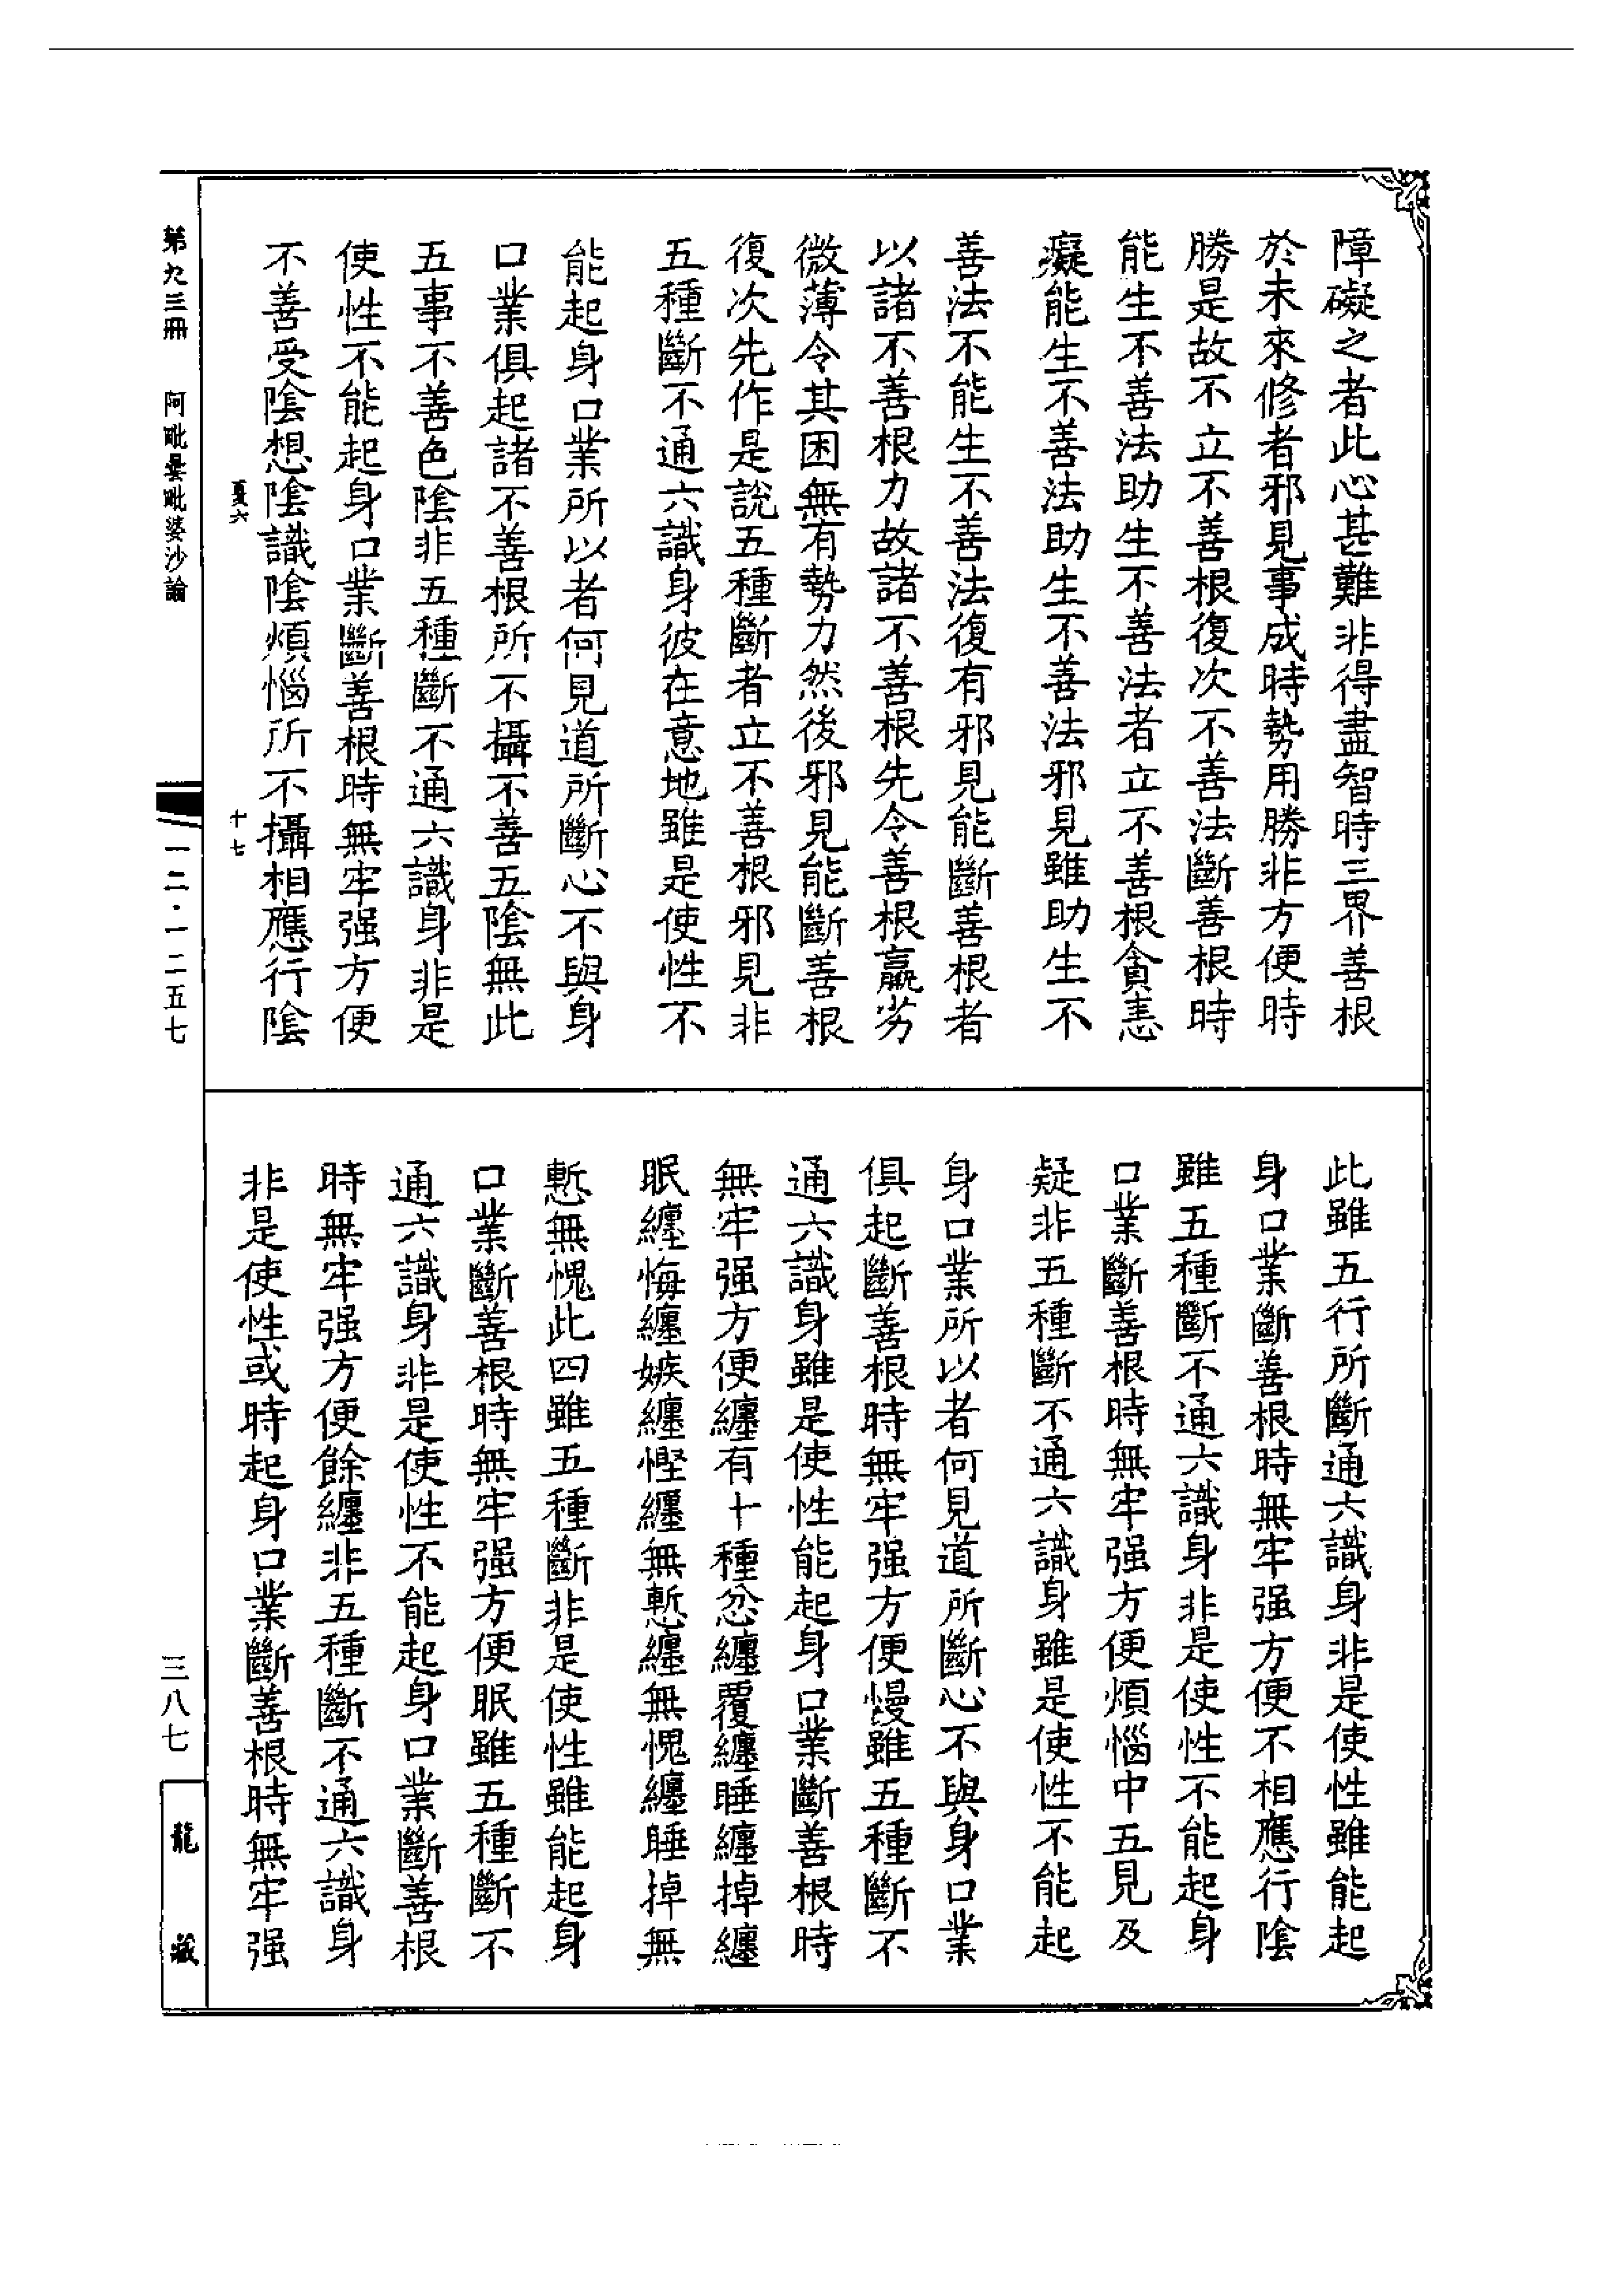 障礙之者此心甚難非得盡智時三界善根
於未來修者邪見事成時勢用勝非方便時
勝是故不立不善根復次不善法斷善根時
能生不善法助生不善法者立不善根貪恚
癡能生不善法助生不善法邪見雖助生不
善法不能生不善法復有邪見能斷善根者
以諸不善根力故諸不善根先令善根羸劣
微薄令其困無有勢力然後邪見能斷善根
復次先作是說五種斷者立不善根邪見非
五種斷不通六識身彼在意地雖是使性不
能起身口業所以者何見道所斷心不與身
口業俱起諸不善根所不攝不善五陰無此
五事不善色陰非五種斷不通六識身非是
使性不能起身口業斷善根時無牢强方便
夏六
十七
不善受陰想陰識陰煩惱所不攝相應行陰
此雖五行所斷通六識身非是使性雖能起
身口業斷善根時無牢强方便不相應行陰
雖五種斷不通六識身非是使性不能起身
口業斷善根時無牢强方便煩惱中五見及
疑非五種斷不通六識身雖是使性不能起
身口業所以者何見道所斷心不與身口業
俱起斷善根時無牢强方便慢雖五種斷不
通六識身雖是使性能起身口業斷善根時
無牢强方便纏有十種忿纏覆纏睡纏掉纏
眠纏悔纏嫉纏慳纏無慙纏無愧纏睡掉無
慙無愧此四雖五種斷非是使性雖能起身
口業斷善根時無牢强方便眠雖五種斷不
通六識身非是使性不能起身口業斷善根
時無牢强方便餘纏非五種斷不通六識身
非是使性或時起身口業斷善根時無牢强
第九三冊
阿毗曇毗婆沙論
一二·一二五七
三八七
龍藏